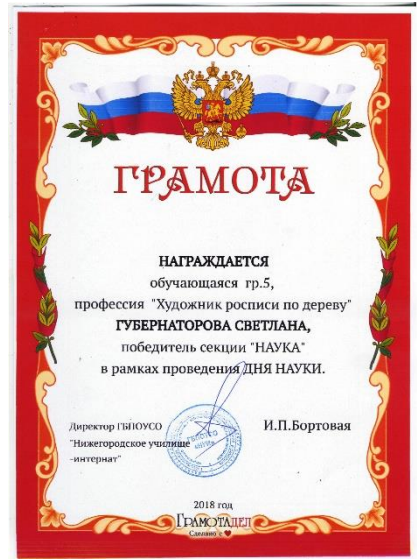 ГРАМОТА
НАГРАЖДАЕТСЯ
обучающаяся гр.5,
профессия "Художник росписи по дереву"
ГУБЕРНАТОРОВА СВЕТЛАНА,
победитель секции "НАУКА"
в рамках проведения ДНЯ НАУКИ.
Директор ГБПОУСО
"Нижегородское училище
-интернат"
И.П.Бортовая
2018 год
ГРАМОТАДЕЛ
Сделано с ❤